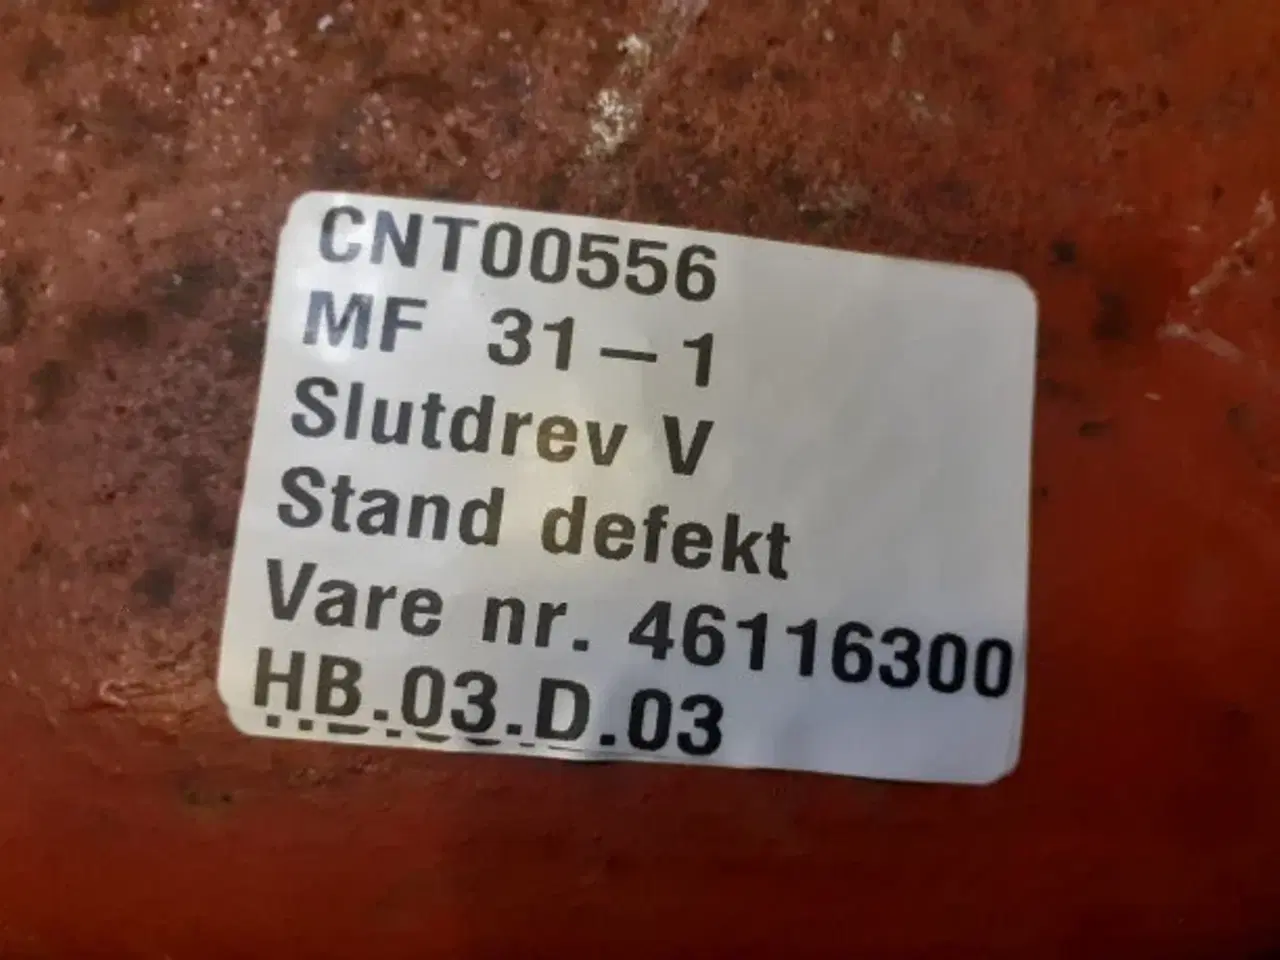 CNT00556
MF 31-1
Slutdrev V
Stand defekt
Vare nr. 46116300
HB.03.D.03